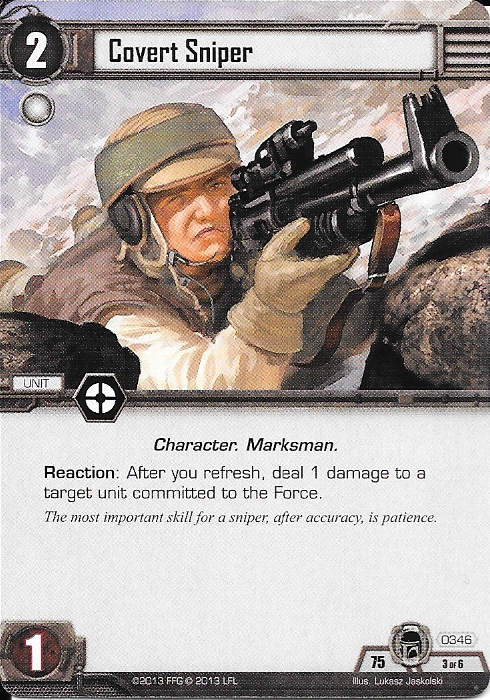 2
Covert Sniper
UNIT
Character. Marksman.
Reaction: After you refresh, deal 1 damage to a
target unit committed to the Force.
The most important skill for a sniper, after accuracy, is patience.
1
0346
75
3 OF 6
©2013 FFG © 2013 LFL
Illus. Lukasz Jaskolski